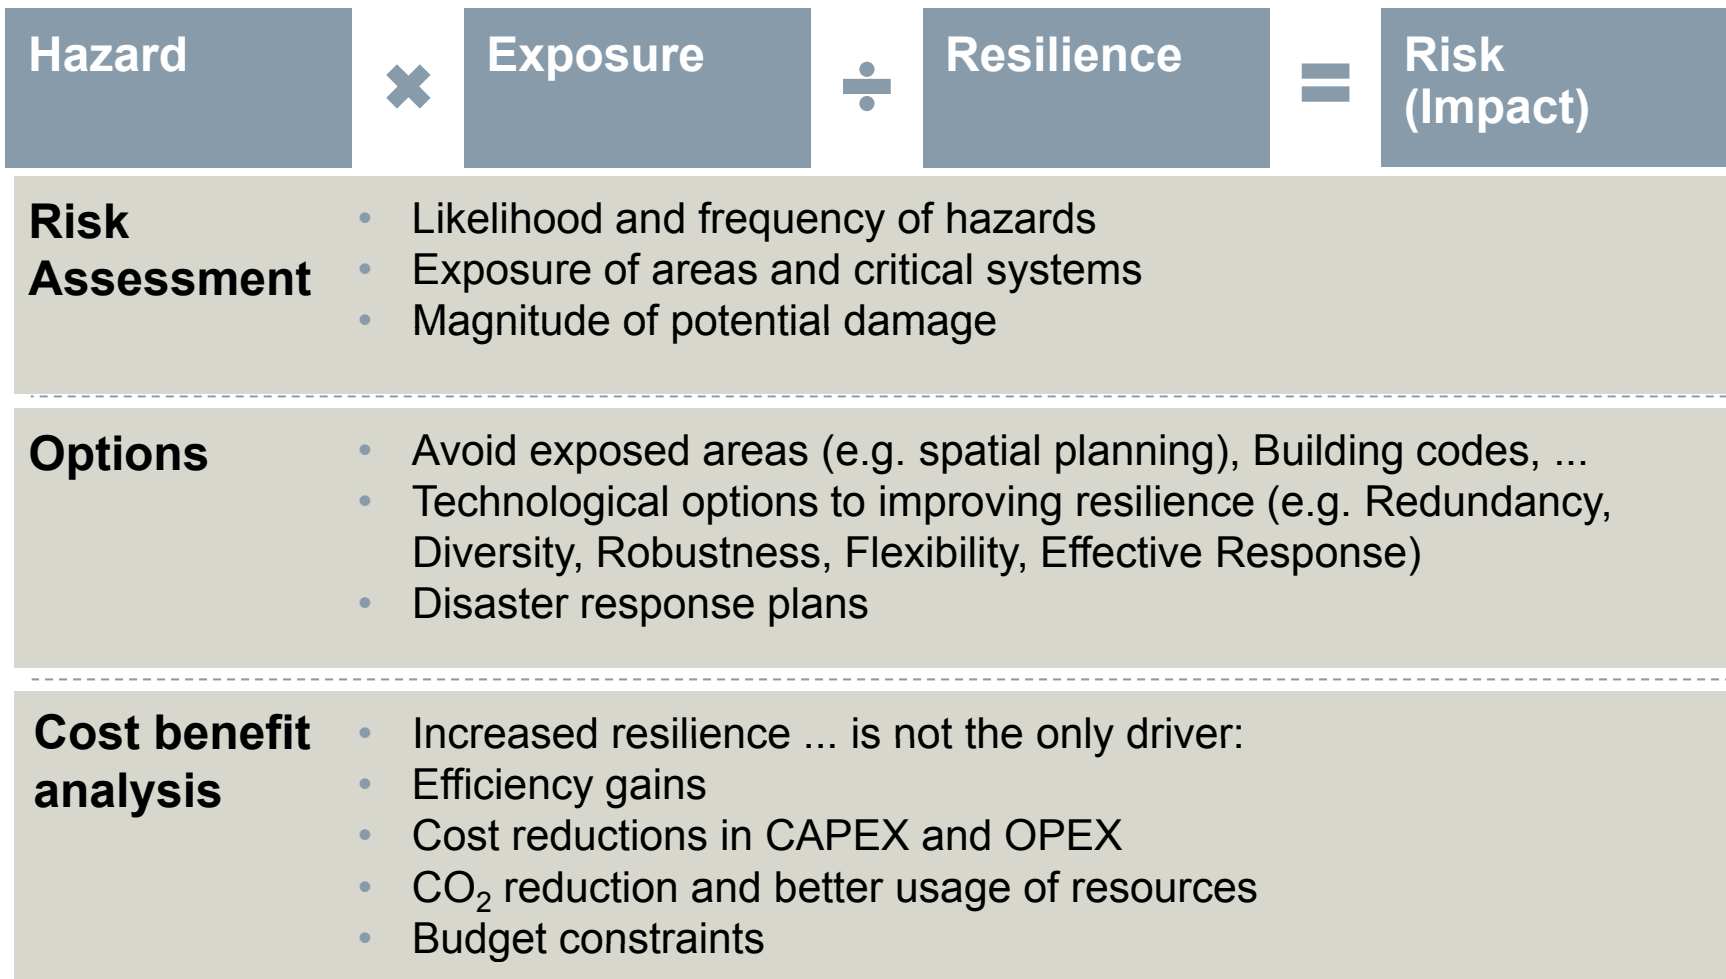 Hazard ✖ Exposure ÷ Resilience = Risk
(Impact)
Risk
Assessment
• Likelihood and frequency of hazards
• Exposure of areas and critical systems
• Magnitude of potential damage
Options
• Avoid exposed areas (e.g. spatial planning), Building codes, ...
• Technological options to improving resilience (e.g. Redundancy,
Diversity, Robustness, Flexibility, Effective Response)
• Disaster response plans
Cost benefit
analysis
• Increased resilience ... is not the only driver:
• Efficiency gains
• Cost reductions in CAPEX and OPEX
• CO₂ reduction and better usage of resources
• Budget constraints